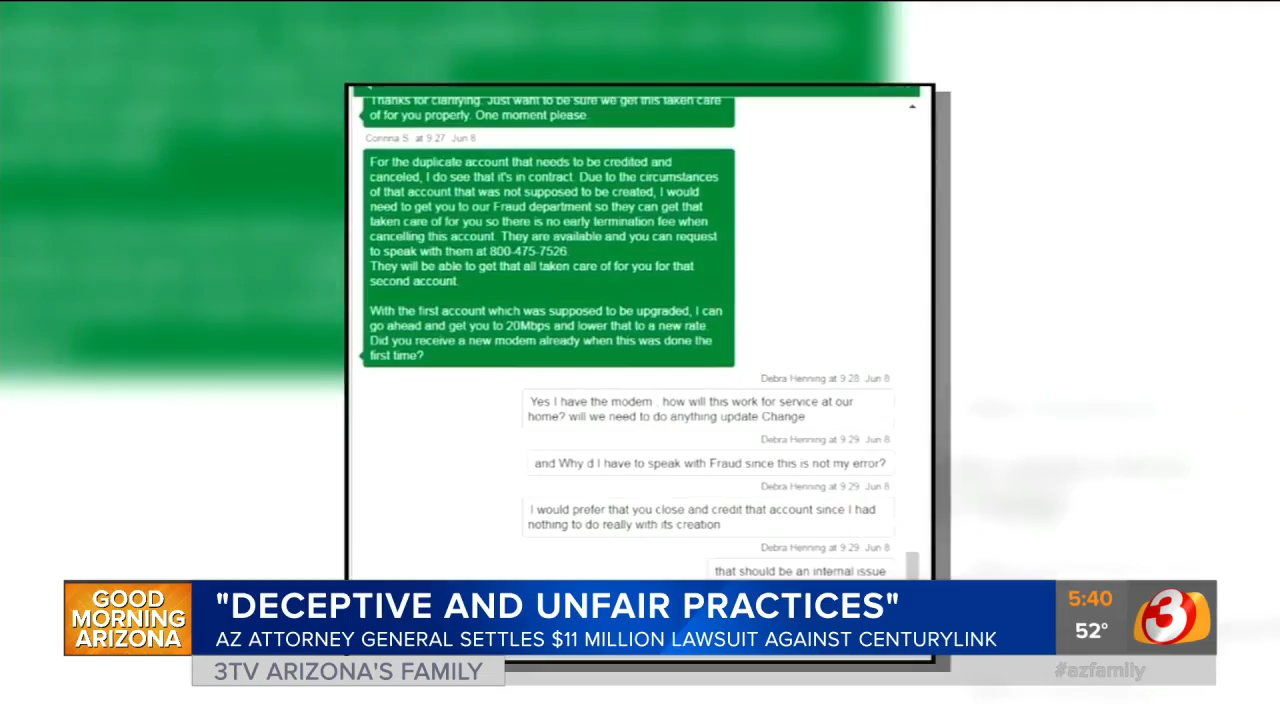 Thanks for clarifying. Just want to be sure we get this taken care
of for you properly. One moment please.
Corinna S. at 9:27 Jun 8
For the duplicate account that needs to be credited and
canceled, I do see that it's in contract. Due to the circumstances
of that account that was not supposed to be created, I would
need to get you to our Fraud department so they can get that
taken care of for you so there is no early termination fee when
cancelling this account. They are available and you can request
to speak with them at 800-475-7526.
They will be able to get that all taken care of for you for that
second account.
With the first account which was supposed to be upgraded, I can
go ahead and get you to 20Mbps and lower that to a new rate.
Did you receive a new modem already when this was done the
first time?
Debra Henning at 9:28 Jun 8
Yes I have the modem , how will this work for service at our
home? will we need to do anything update Change
Debra Henning at 9:29 Jun 8
and Why d I have to speak with Fraud since this is not my error?
Debra Henning at 9:29 Jun 8
I would prefer that you close and credit that account since I had
nothing to do really with its creation
Debra Henning at 9:29 Jun 8
that should be an internal issue
GOOD
MORNING
ARIZONA
"DECEPTIVE AND UNFAIR PRACTICES"
AZ ATTORNEY GENERAL SETTLES $11 MILLION LAWSUIT AGAINST CENTURYLINK
5:40
52°
3
3TV ARIZONA'S FAMILY
#azfamily